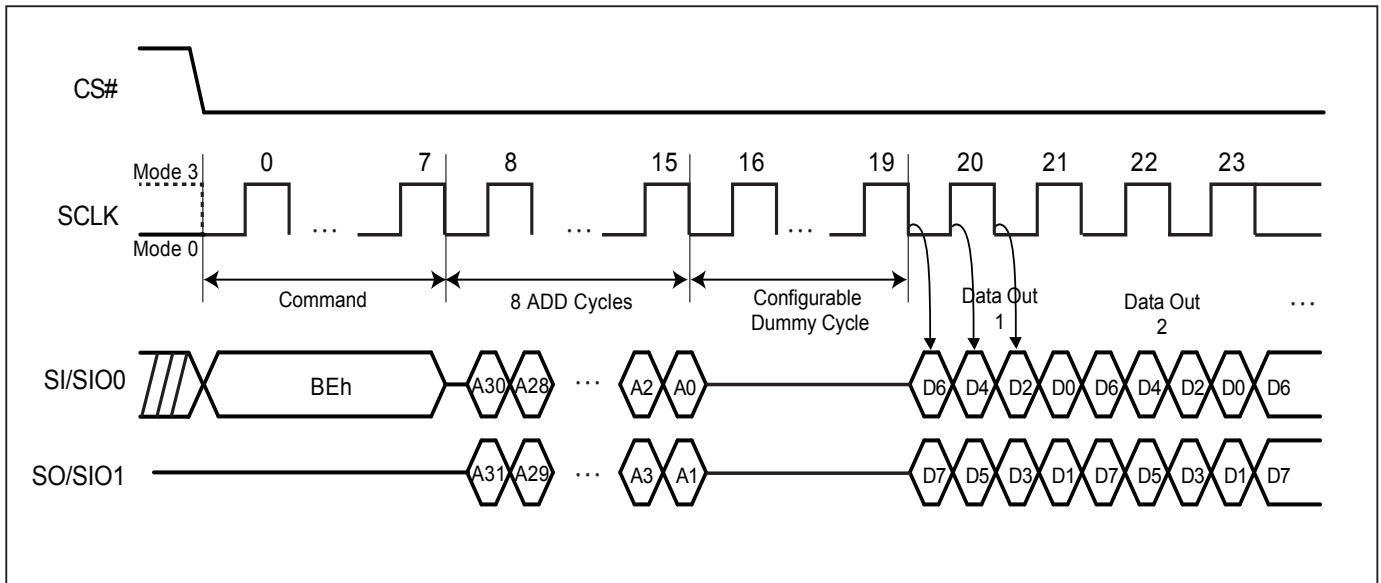 CS#
Mode 3
0 7 8 15 16 19 20 21 22 23
SCLK
... ... ...
Mode 0
Command
8 ADD Cycles
Configurable
Dummy Cycle
Data Out
1
Data Out
2
...
SI/SIO0
BEh
A30 A28 ... A2 A0
D6 D4 D2 D0 D6 D4 D2 D0 D6
SO/SIO1
A31 A29 ... A3 A1
D7 D5 D3 D1 D7 D5 D3 D1 D7